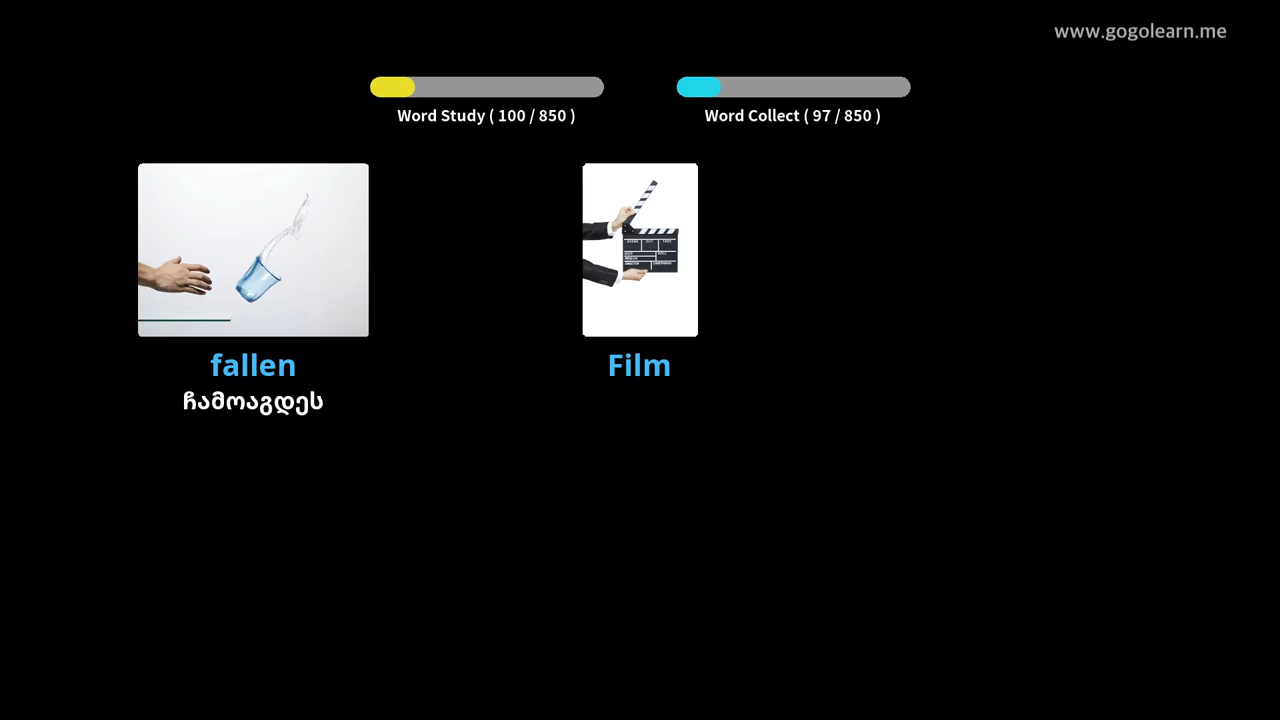 www.gogolearn.me
Word Study ( 100 / 850 )
Word Collect ( 97 / 850 )
fallen
ჩამოაგდეს
Film